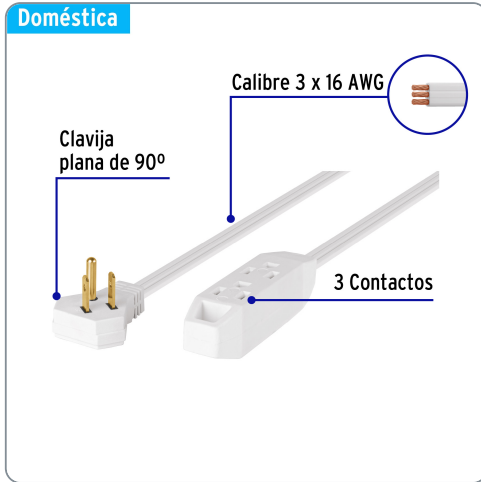 Doméstica
Calibre 3 x 16 AWG
Clavija
plana de 90º
3 Contactos